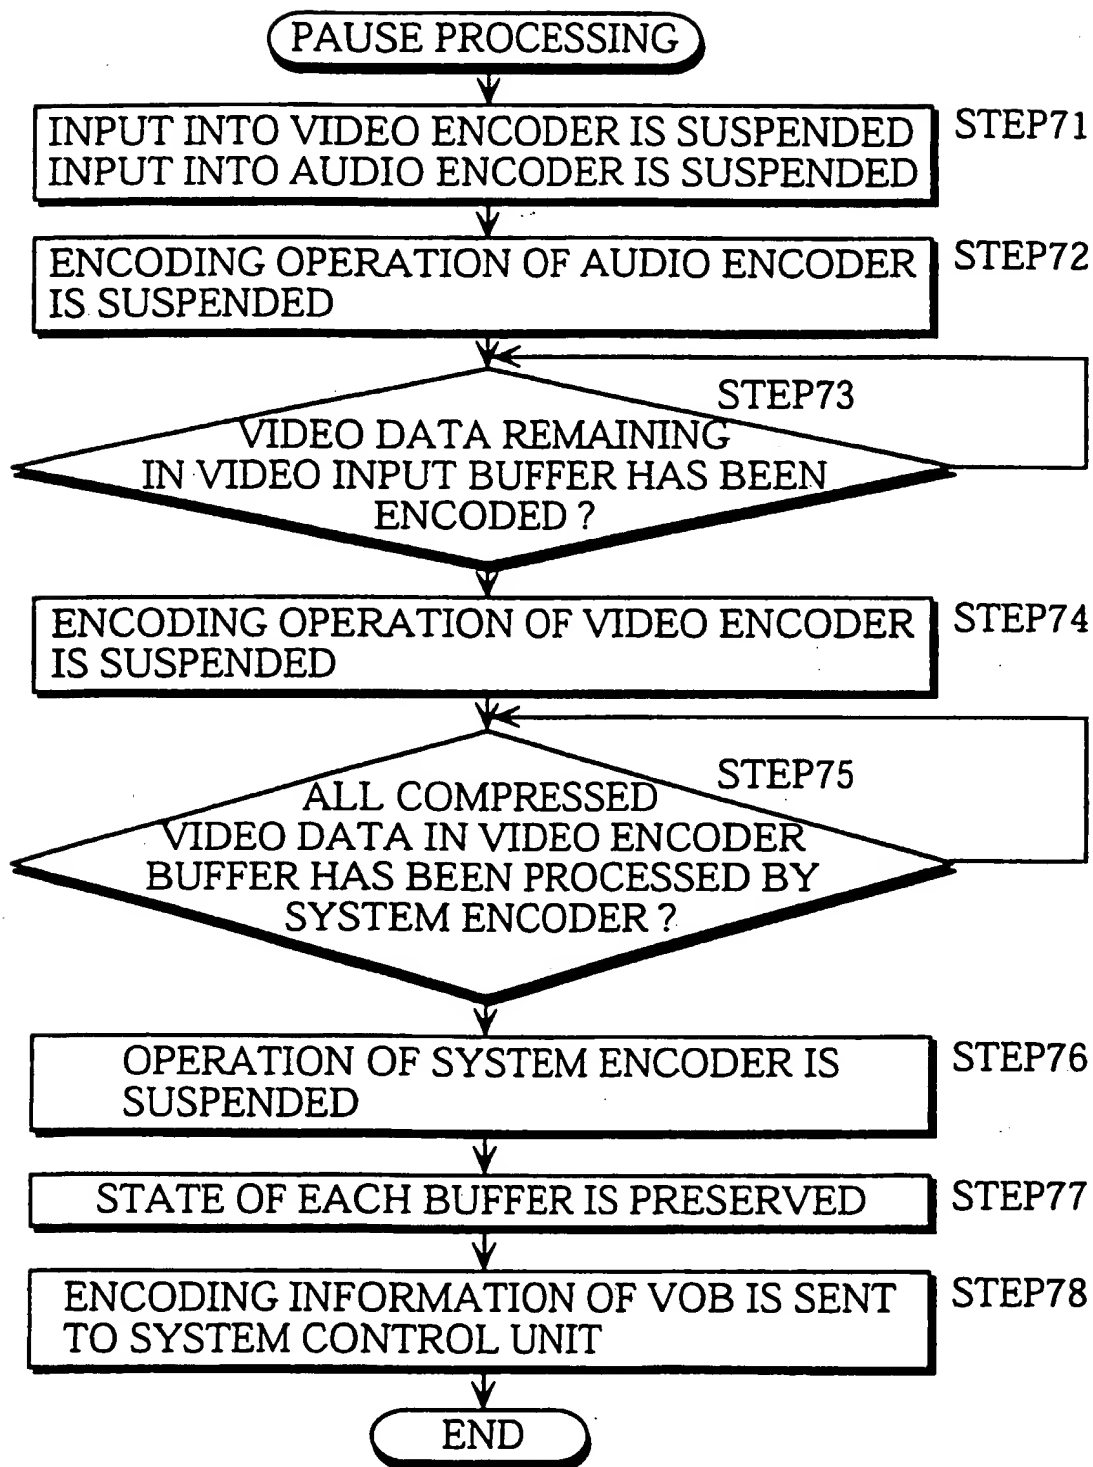 PAUSE PROCESSING
INPUT INTO VIDEO ENCODER IS SUSPENDED
INPUT INTO AUDIO ENCODER IS SUSPENDED
STEP71
ENCODING OPERATION OF AUDIO ENCODER
IS SUSPENDED
STEP72
STEP73
VIDEO DATA REMAINING
IN VIDEO INPUT BUFFER HAS BEEN
ENCODED ?
ENCODING OPERATION OF VIDEO ENCODER
IS SUSPENDED
STEP74
STEP75
ALL COMPRESSED
VIDEO DATA IN VIDEO ENCODER
BUFFER HAS BEEN PROCESSED BY
SYSTEM ENCODER ?
OPERATION OF SYSTEM ENCODER IS
SUSPENDED
STEP76
STATE OF EACH BUFFER IS PRESERVED
STEP77
ENCODING INFORMATION OF VOB IS SENT
TO SYSTEM CONTROL UNIT
STEP78
END